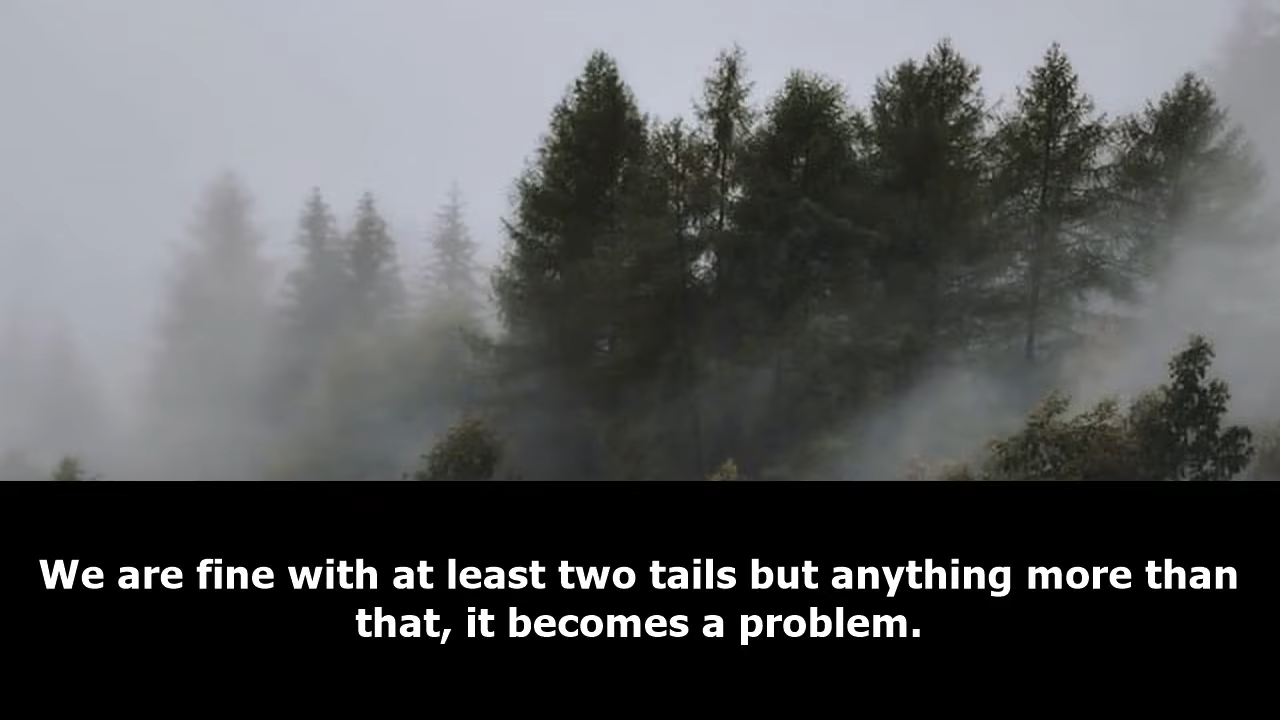 We are fine with at least two tails but anything more than
that, it becomes a problem.